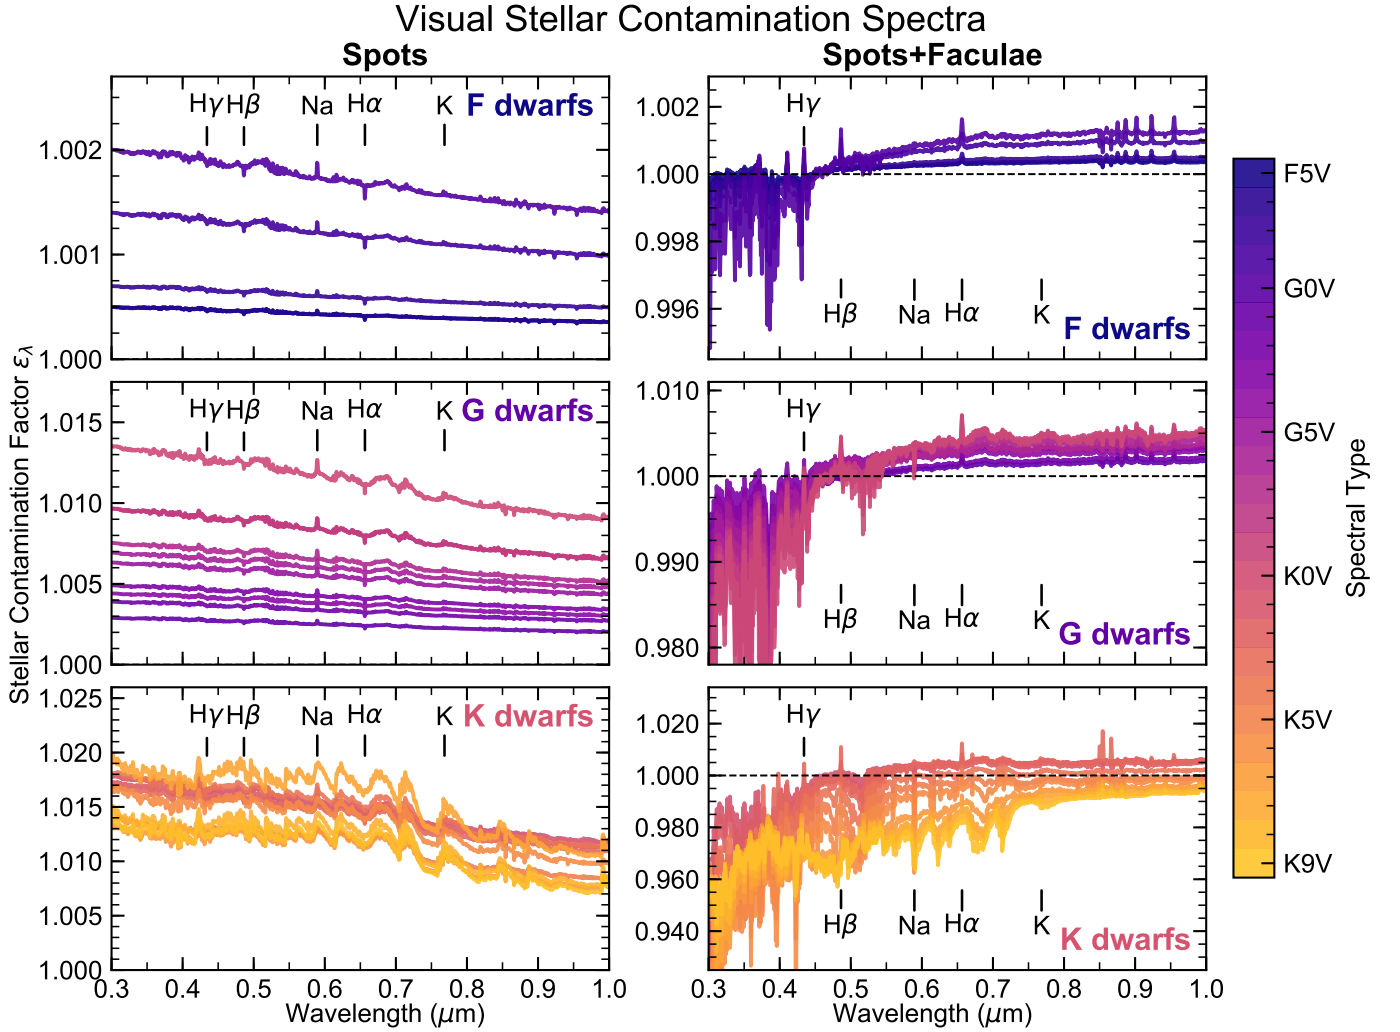 Visual Stellar Contamination Spectra
Spots
Spots+Faculae
Stellar Contamination Factor ελ
Hγ Hβ Na Hα K F dwarfs
1.002
1.001
1.000
Hγ
1.002
1.000
0.998
0.996
Hβ Na Hα K
F dwarfs
Hγ Hβ Na Hα K G dwarfs
1.015
1.010
1.005
1.000
Hγ
1.010
1.000
0.990
0.980
Hβ Na Hα K
G dwarfs
Hγ Hβ Na Hα K K dwarfs
1.025
1.020
1.015
1.010
1.005
1.000
0.3 0.4 0.5 0.6 0.7 0.8 0.9 1.0
Wavelength (μm)
Hγ
1.020
1.000
0.980
0.960
0.940
Hβ Na Hα K
K dwarfs
0.3 0.4 0.5 0.6 0.7 0.8 0.9 1.0
Wavelength (μm)
F5V
G0V
G5V
K0V
K5V
K9V
Spectral Type